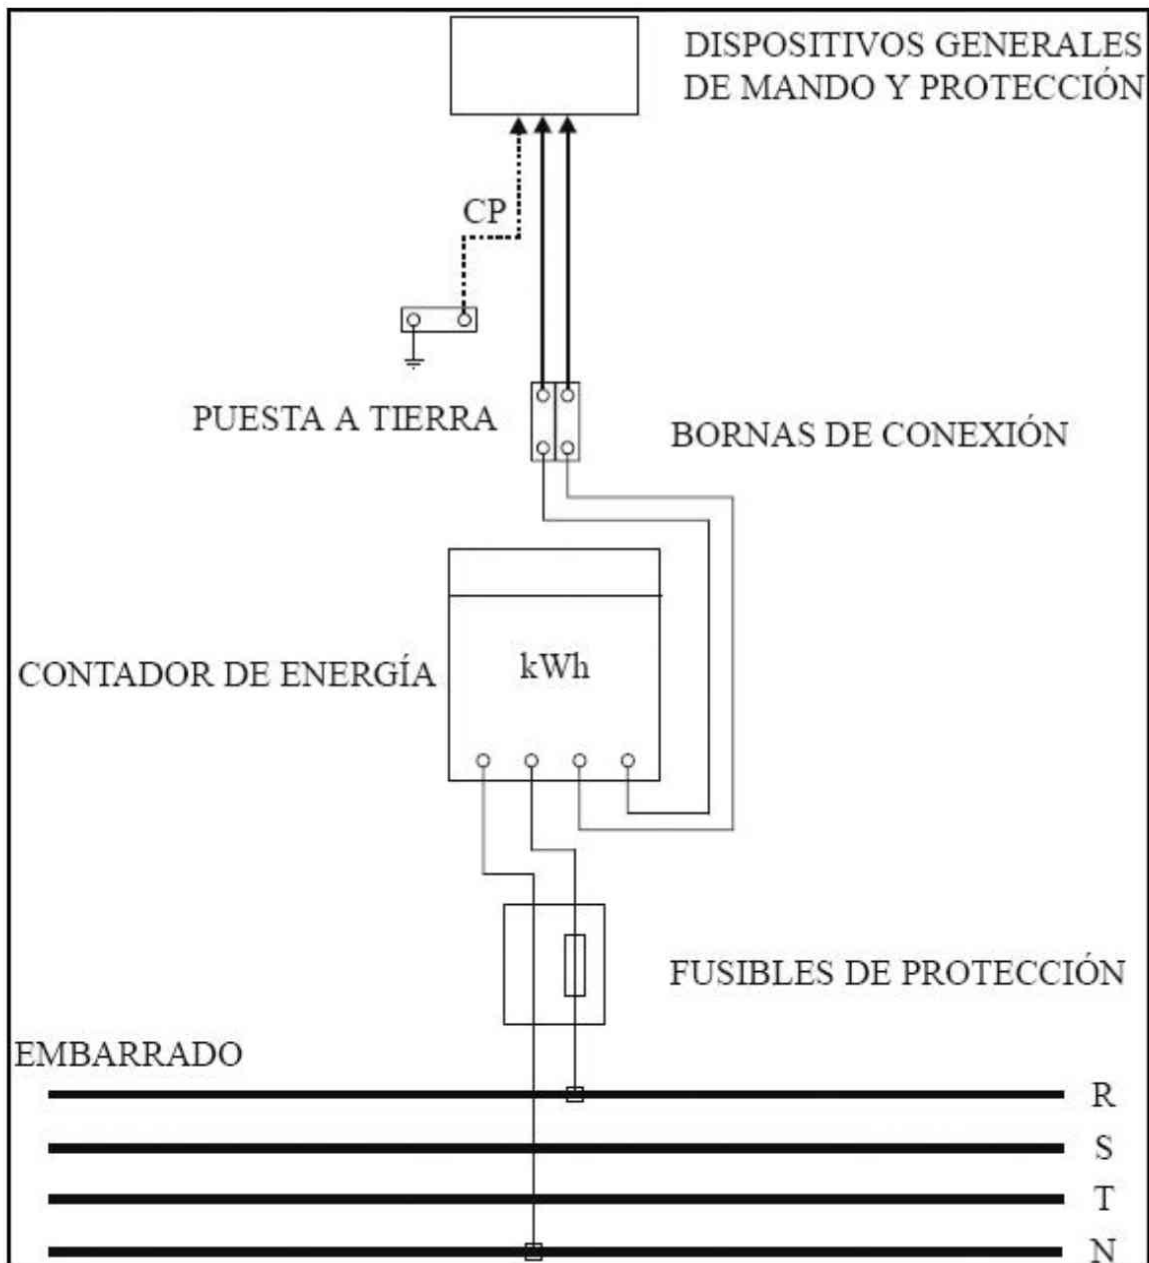 DISPOSITIVOS GENERALES
DE MANDO Y PROTECCIÓN
CP
PUESTA A TIERRA
BORNAS DE CONEXIÓN
CONTADOR DE ENERGÍA
kWh
FUSIBLES DE PROTECCIÓN
EMBARRADO
R
S
T
N